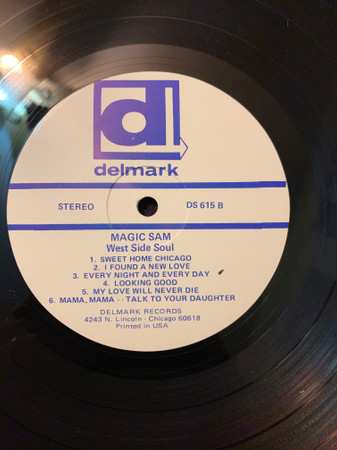 d
delmark
STEREO DS 615 B
MAGIC SAM
West Side Soul
1. SWEET HOME CHICAGO
2. I FOUND A NEW LOVE
3. EVERY NIGHT AND EVERY DAY
4. LOOKING GOOD
5. MY LOVE WILL NEVER DIE
6. MAMA, MAMA -- TALK TO YOUR DAUGHTER
DELMARK RECORDS
4243 N. Lincoln - Chicago 60618
Printed in USA